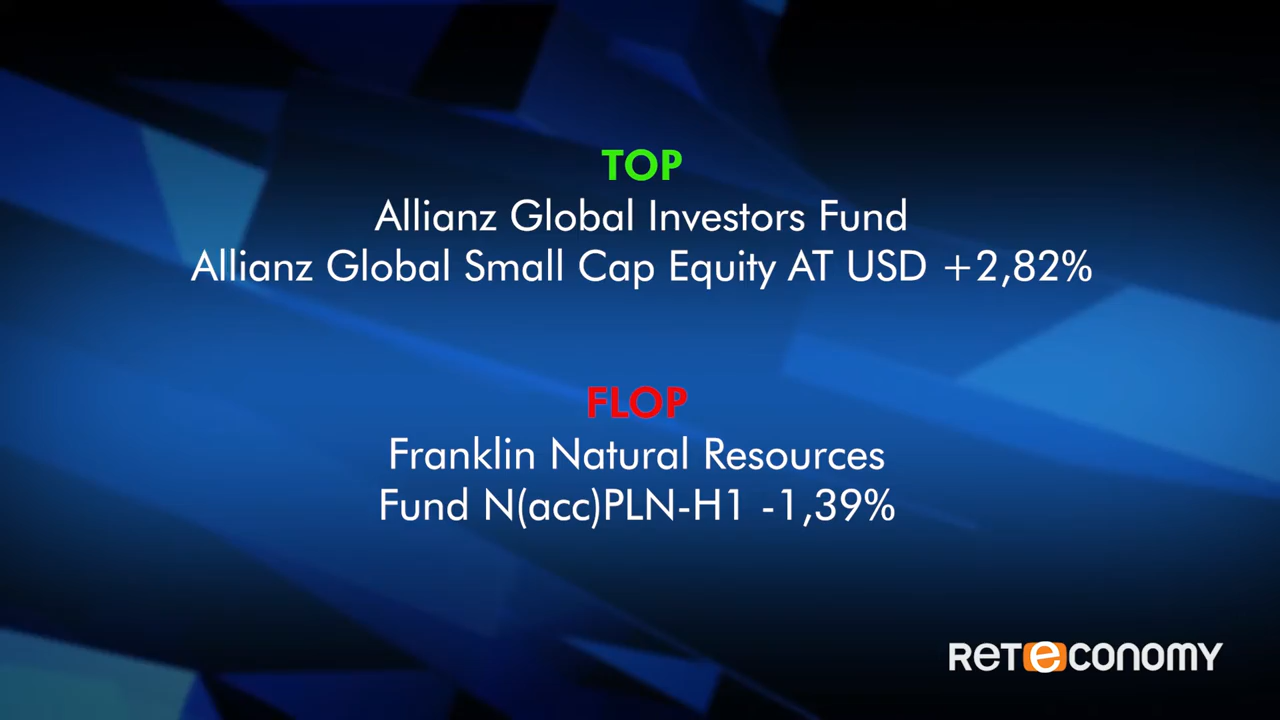 TOP
Allianz Global Investors Fund
Allianz Global Small Cap Equity AT USD +2,82%
FLOP
Franklin Natural Resources
Fund N(acc)PLN-H1 -1,39%
RETECONOMY